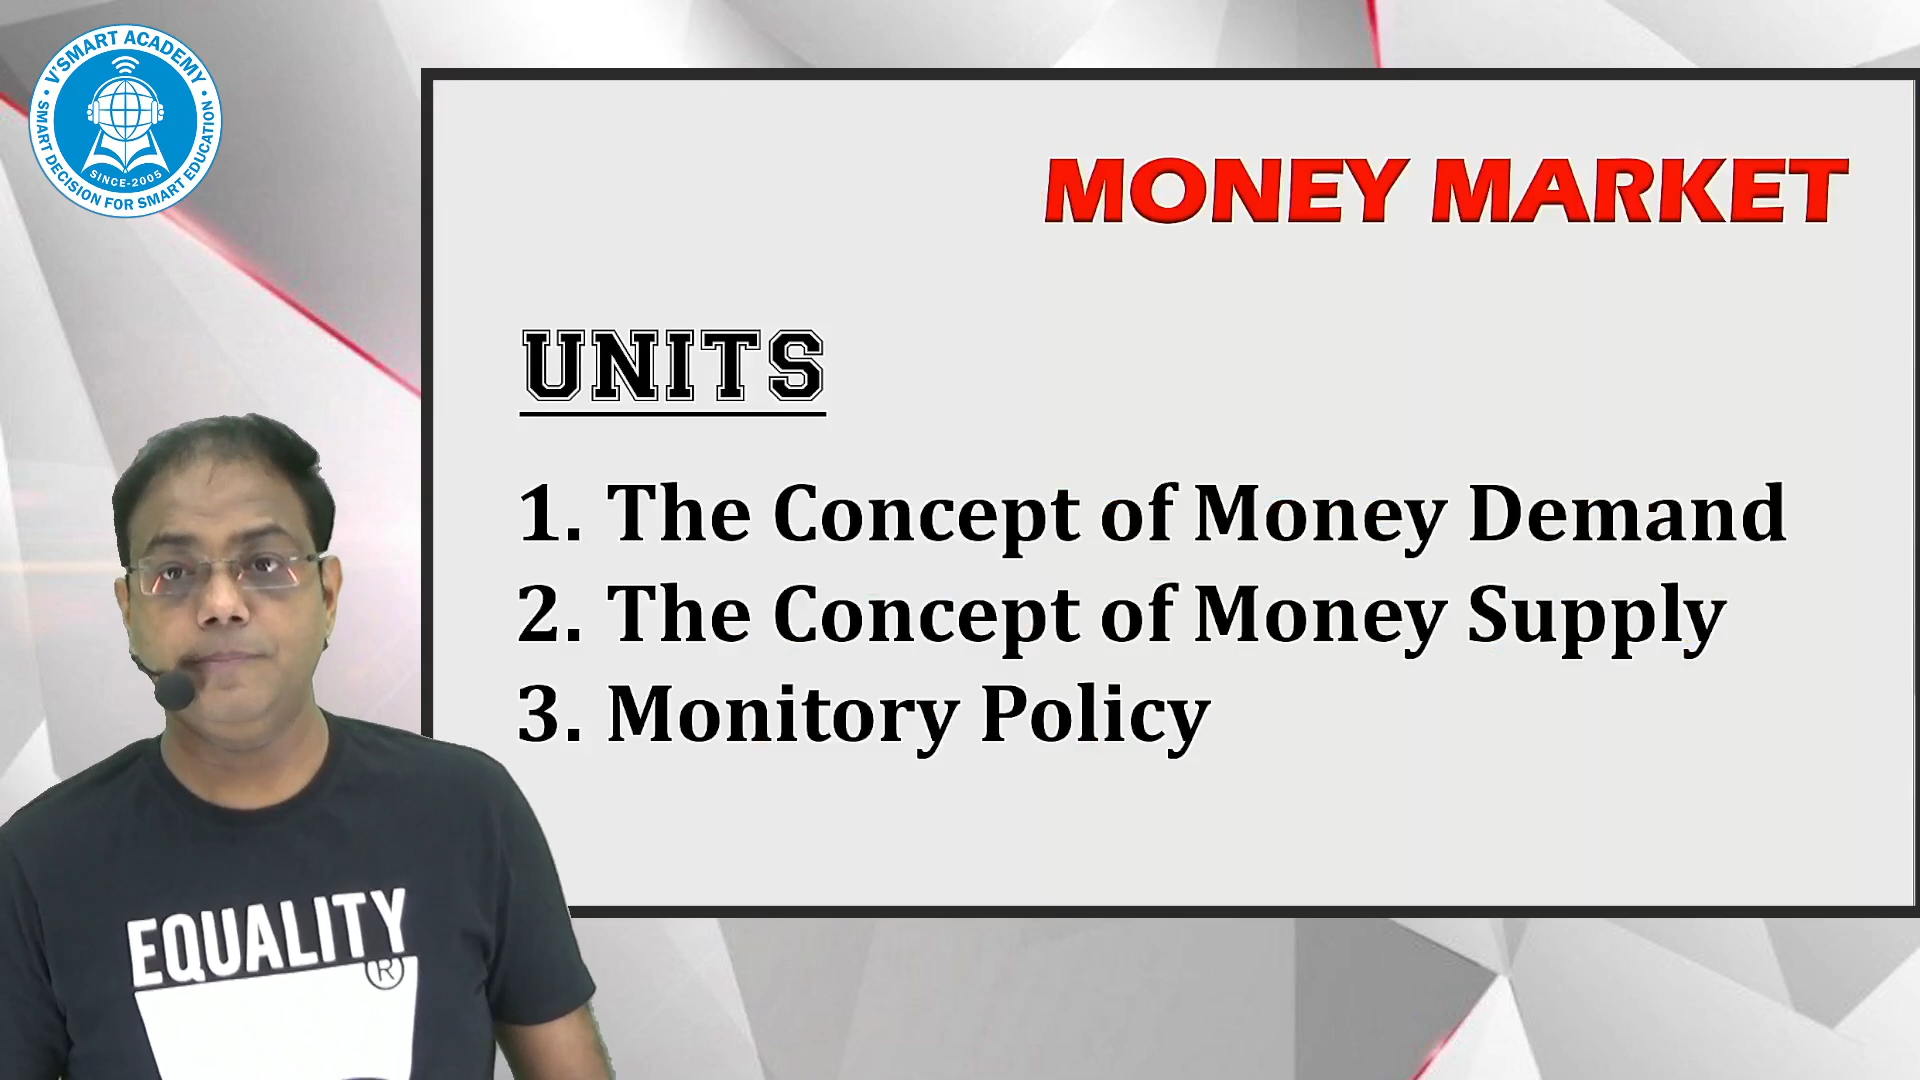 V'SMART ACADEMY
SMART DECISION FOR SMART EDUCATION
SINCE-2005
MONEY MARKET
UNITS
1. The Concept of Money Demand
2. The Concept of Money Supply
3. Monitory Policy
EQUALITY
R